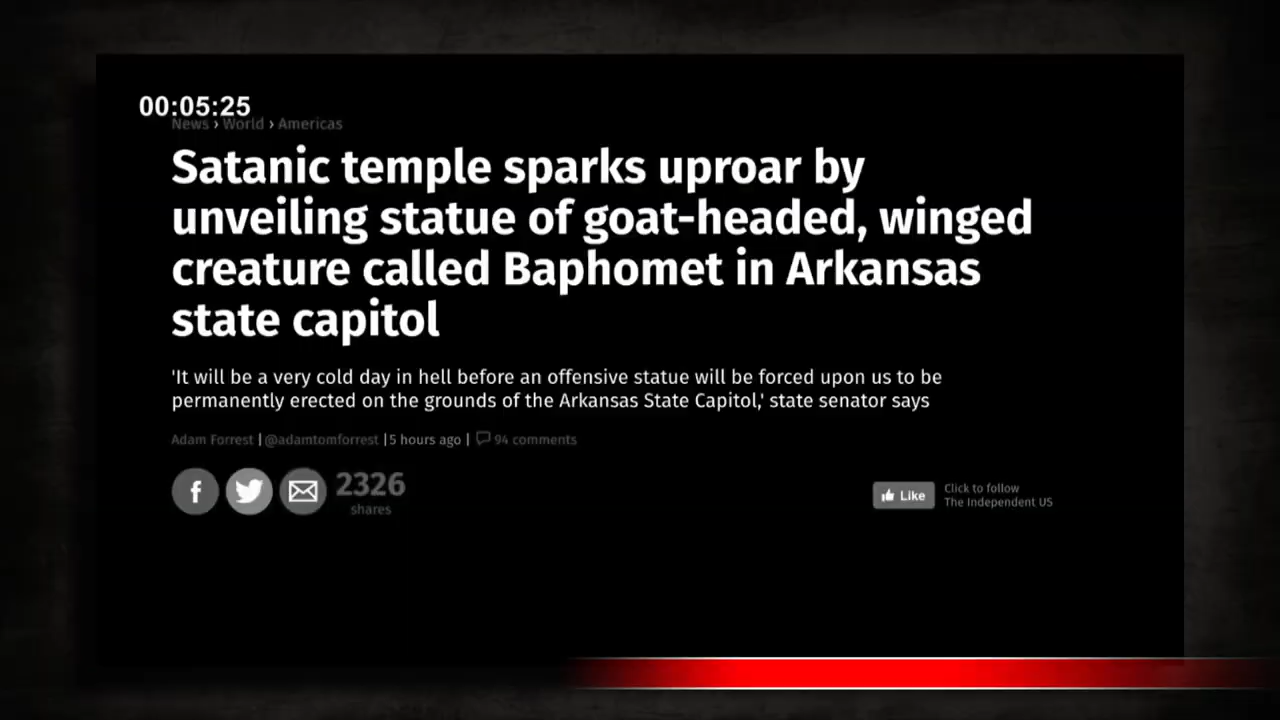 00:05:25
News › World › Americas
Satanic temple sparks uproar by
unveiling statue of goat-headed, winged
creature called Baphomet in Arkansas
state capitol
'It will be a very cold day in hell before an offensive statue will be forced upon us to be
permanently erected on the grounds of the Arkansas State Capitol,' state senator says
Adam Forrest | @adamtomforrest | 5 hours ago | 94 comments
f 2326
shares
Like
Click to follow
The Independent US